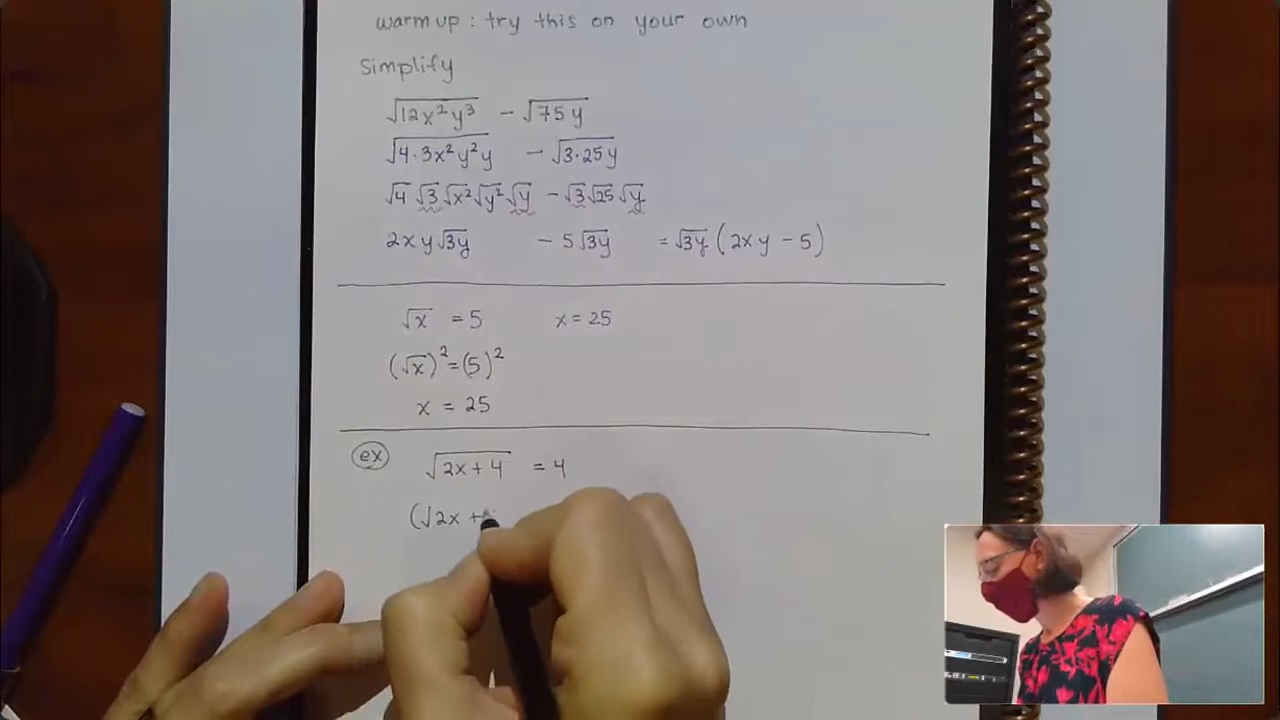 warm up : try this on your own
Simplify
√12x²y³ - √75y
√4·3x²y²y - √3·25y
√4 √3 √x² √y² √y - √3 √25 √y
2xy√3y - 5√3y = √3y (2xy - 5)
√x = 5 x = 25
(√x)² = (5)²
x = 25
ex √2x + 4 = 4
(√2x +